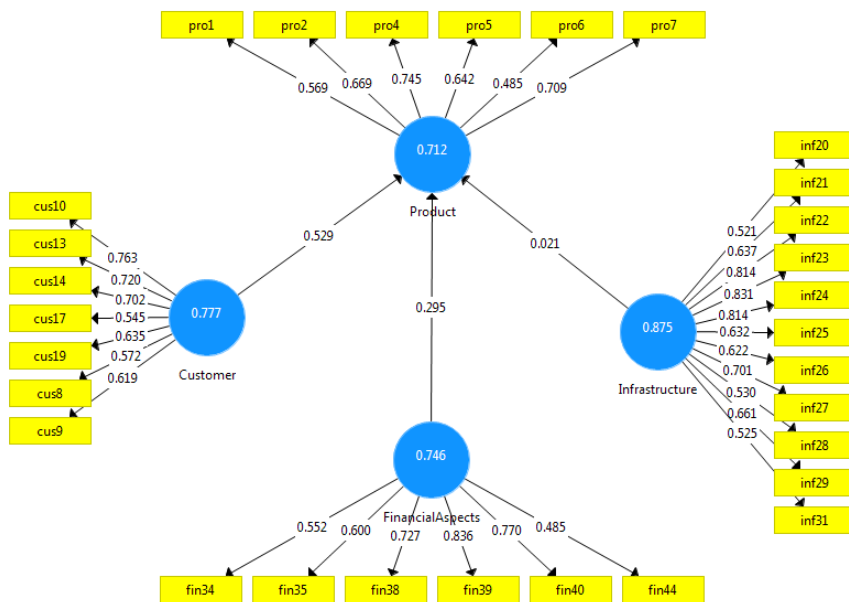 pro1 pro2 pro4 pro5 pro6 pro7
0.569 0.669 0.745 0.642 0.485 0.709
0.712
Product
cus10
cus13
cus14
cus17
cus19
cus8
cus9
0.763
0.720
0.702
0.545
0.635
0.572
0.619
0.777
Customer
0.529
0.295
0.021
0.875
Infrastructure
0.521
0.637
0.814
0.831
0.814
0.632
0.622
0.701
0.530
0.661
0.525
inf20
inf21
inf22
inf23
inf24
inf25
inf26
inf27
inf28
inf29
inf31
0.746
FinancialAspects
0.552 0.600 0.727 0.836 0.770 0.485
fin34 fin35 fin38 fin39 fin40 fin44